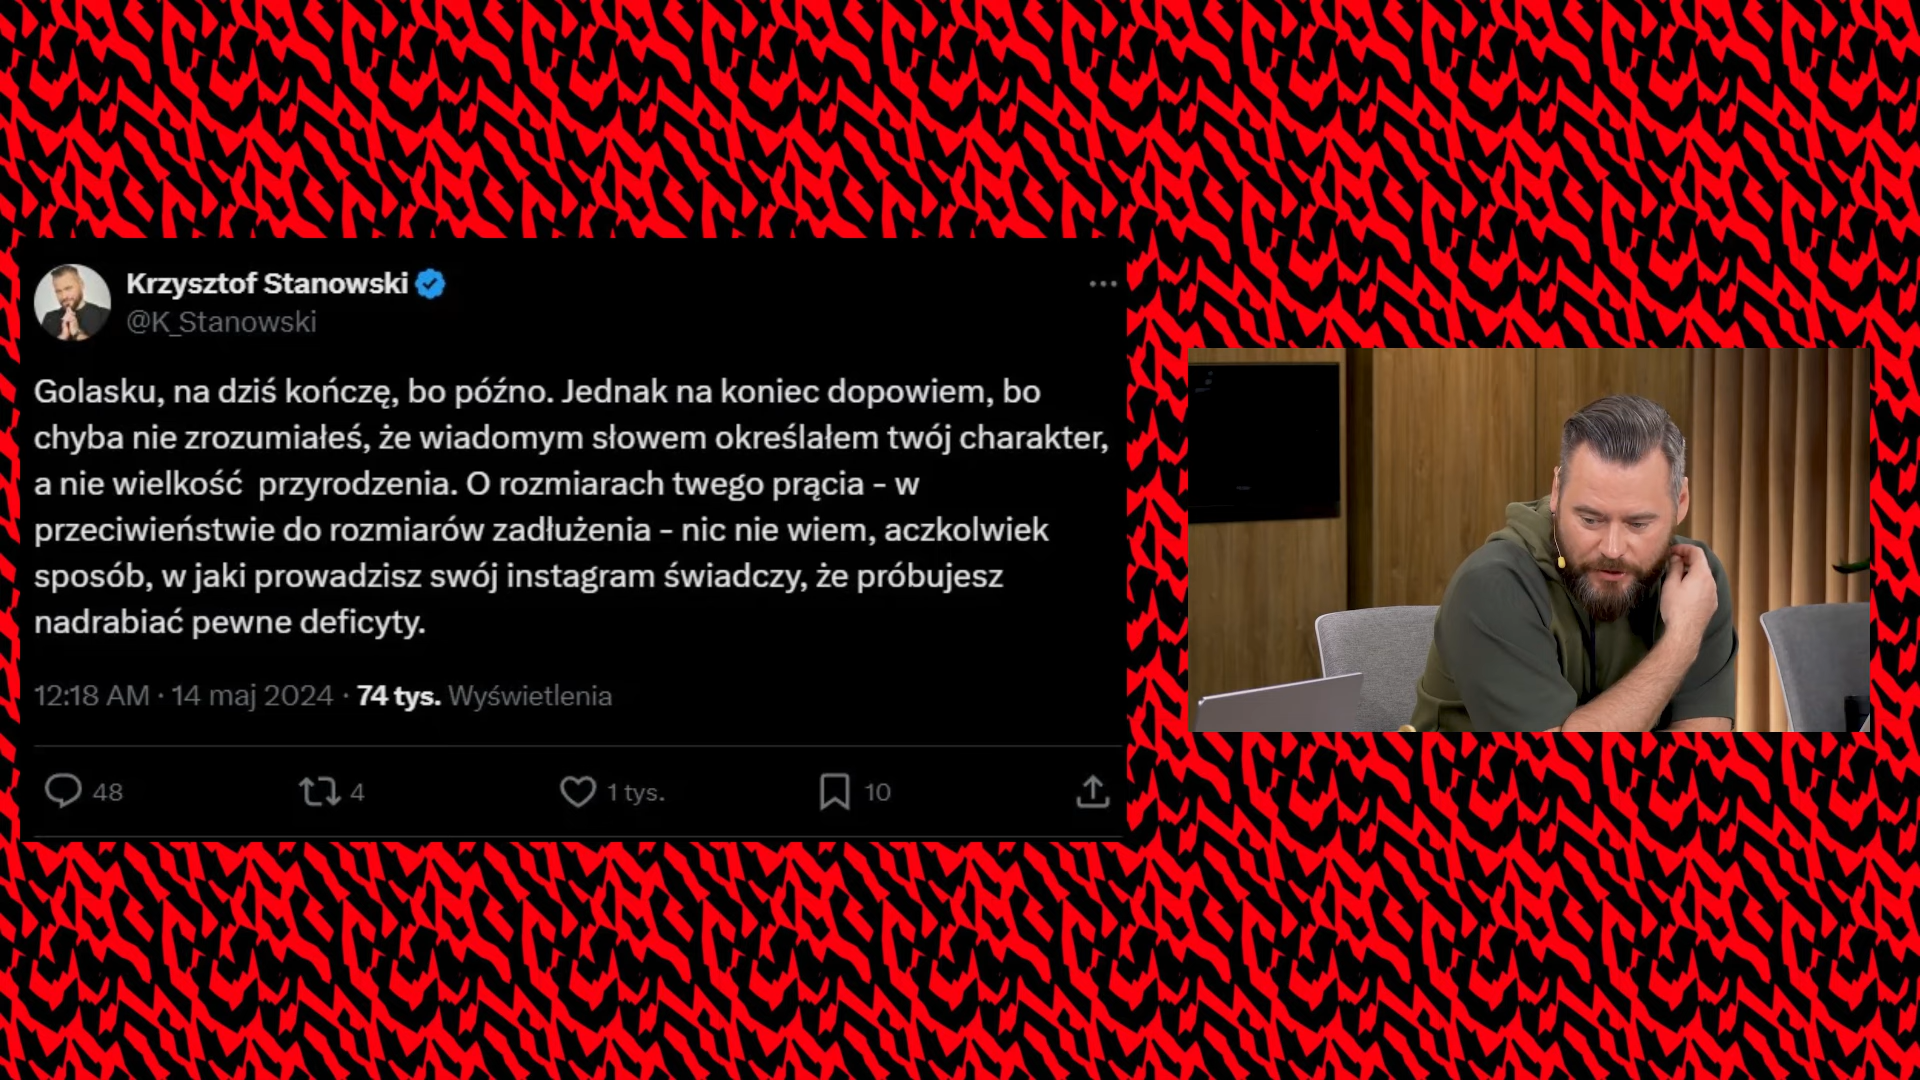 Krzysztof Stanowski
@K_Stanowski
Golasku, na dziś kończę, bo późno. Jednak na koniec dopowiem, bo
chyba nie zrozumiałeś, że wiadomym słowem określałem twój charakter,
a nie wielkość  przyrodzenia. O rozmiarach twego prącia - w
przeciwieństwie do rozmiarów zadłużenia - nic nie wiem, aczkolwiek
sposób, w jaki prowadzisz swój instagram świadczy, że próbujesz
nadrabiać pewne deficyty.
12:18 AM · 14 maj 2024 · 74 tys. Wyświetlenia
48 4 1 tys. 10